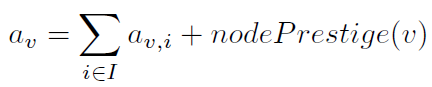 a_v = \sum_{i \in I} a_{v,i} + nodePrestige(v)